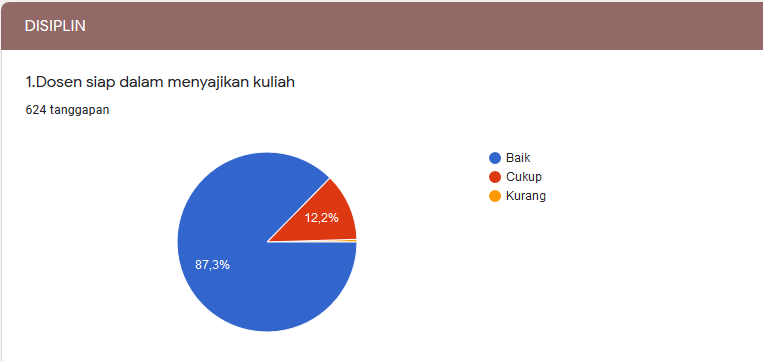 DISIPLIN
1.Dosen siap dalam menyajikan kuliah
624 tanggapan
Baik
Cukup
Kurang
12,2%
87,3%